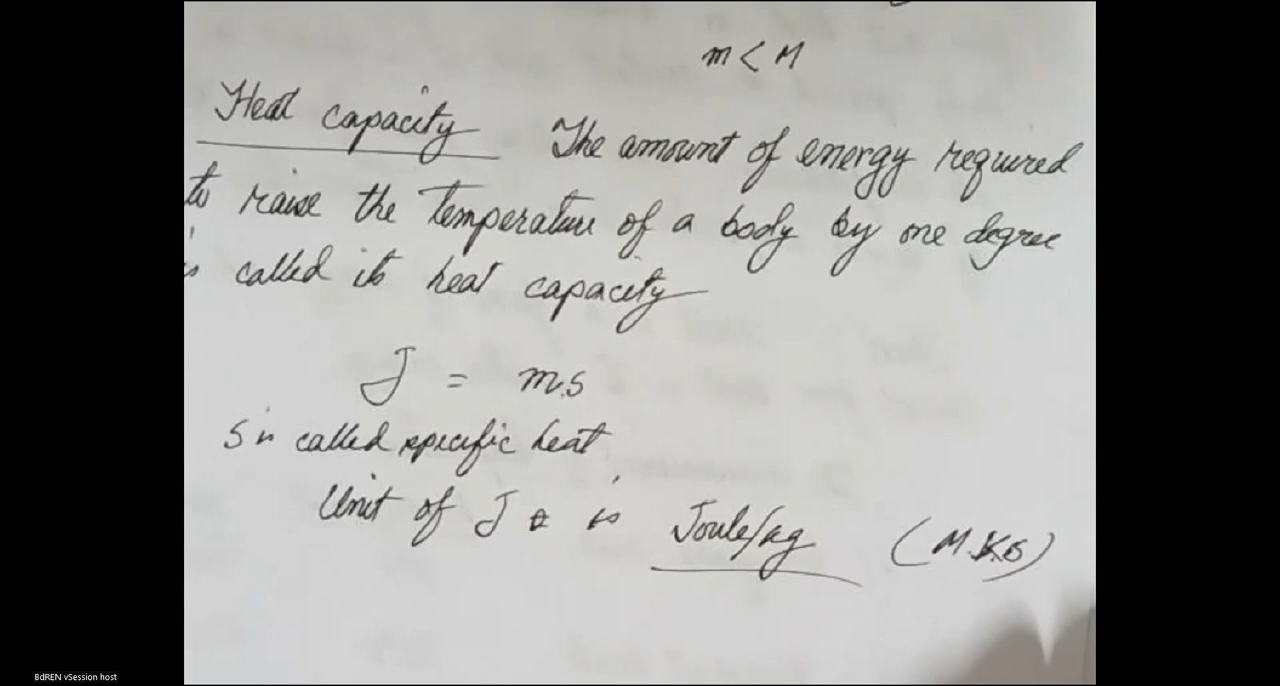 m < M
Heat capacity The amount of energy required
to raise the temperature of a body by one degree
is called its heat capacity
J = m.s
S is called specific heat
Unit of J is Joule/kg (M.K.S)
BdREN vSession host